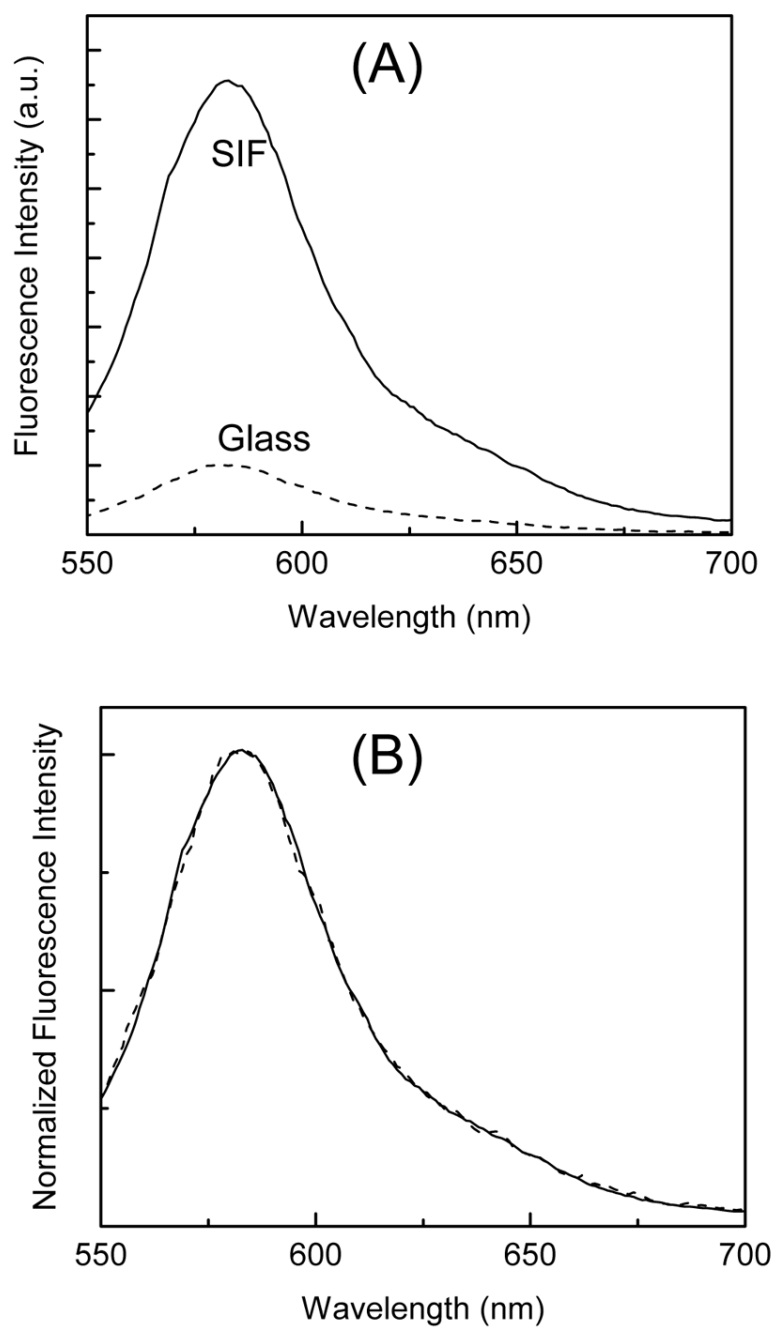 (A)
Fluorescence Intensity (a.u.)
SIF
Glass
550 600 650 700
Wavelength (nm)
(B)
Normalized Fluorescence Intensity
550 600 650 700
Wavelength (nm)